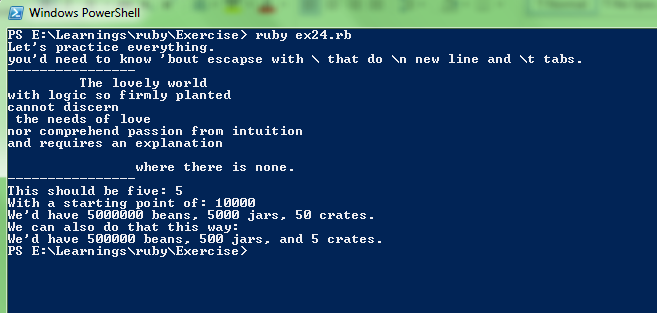 Windows PowerShell
PS E:\Learnings\ruby\Exercise> ruby ex24.rb
Let's practice everything.
you'd need to know 'bout escapse with \ that do \n new line and \t tabs.
----------------
The lovely world
with logic so firmly planted
cannot discern
the needs of love
nor comprehend passion from intuition
and requires an explanation
where there is none.
----------------
This should be five: 5
With a starting point of: 10000
We'd have 5000000 beans, 5000 jars, 50 crates.
We can also do that this way:
We'd have 500000 beans, 500 jars, and 5 crates.
PS E:\Learnings\ruby\Exercise>